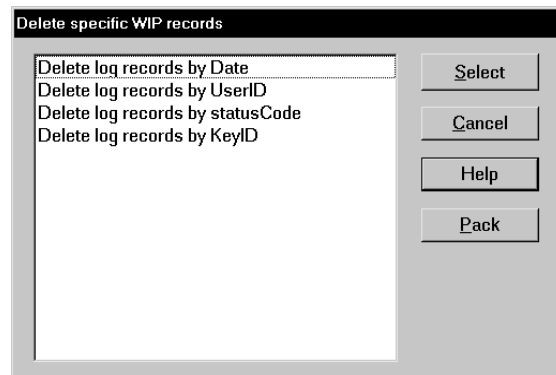 Delete specific WIP records
Delete log records by Date
Delete log records by UserID
Delete log records by statusCode
Delete log records by KeyID
Select
Cancel
Help
Pack